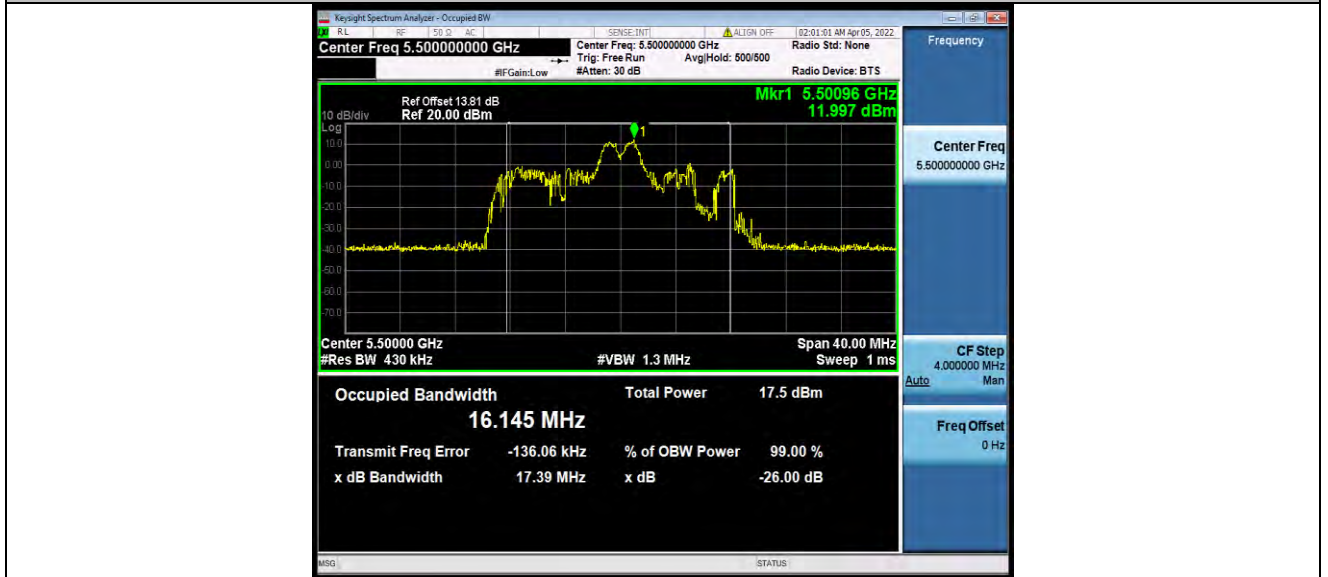 Keysight Spectrum Analyzer - Occupied BW
RL RF 50 Ω AC SENSE:INT ALIGN OFF 02:01:01 AM Apr 05, 2022
Center Freq 5.500000000 GHz
Center Freq: 5.500000000 GHz
Radio Std: None
Trig: Free Run Avg|Hold: 500/500
#IFGain:Low #Atten: 30 dB Radio Device: BTS
Frequency
Mkr1 5.50096 GHz
11.997 dBm
Ref Offset 13.81 dB
10 dB/div Ref 20.00 dBm
Log
1
10.0
0.00
-10.0
-20.0
-30.0
-40.0
-50.0
-60.0
-70.0
Center 5.50000 GHz Span 40.00 MHz
#Res BW 430 kHz #VBW 1.3 MHz Sweep 1 ms
Occupied Bandwidth Total Power 17.5 dBm
16.145 MHz
Transmit Freq Error -136.06 kHz % of OBW Power 99.00 %
x dB Bandwidth 17.39 MHz x dB -26.00 dB
Center Freq
5.500000000 GHz
CF Step
4.000000 MHz
Auto Man
Freq Offset
0 Hz
MSG STATUS